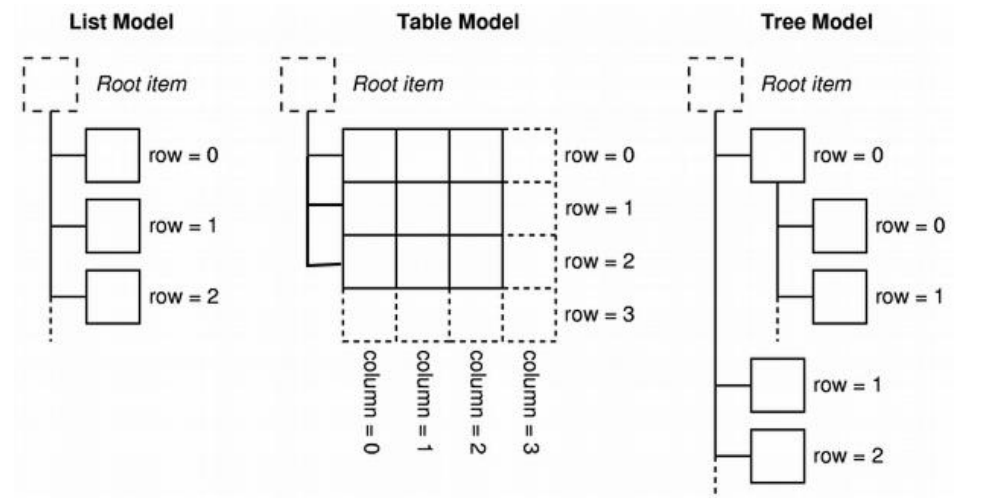 List Model
Root item
row = 0
row = 1
row = 2
Table Model
Root item
row = 0
row = 1
row = 2
row = 3
column = 0
column = 1
column = 2
column = 3
Tree Model
Root item
row = 0
row = 0
row = 1
row = 1
row = 2